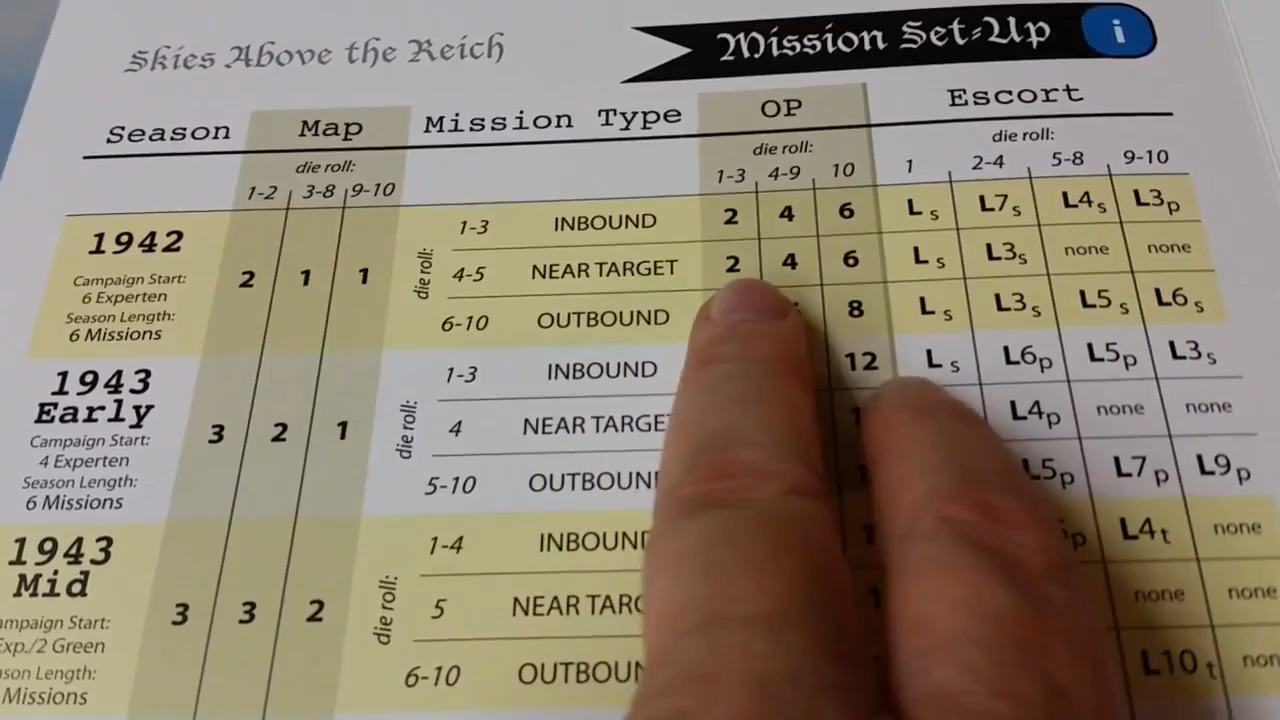 Skies Above the Reich
Mission Set-Up i
Season Map Mission Type OP Escort
die roll: die roll: die roll:
1-2 3-8 9-10 1-3 4-9 10 1 2-4 5-8 9-10
1942
Campaign Start:
6 Experten
Season Length:
6 Missions
2 1 1
die roll:
1-3 INBOUND 2 4 6 Ls L7s L4s L3p
4-5 NEAR TARGET 2 4 6 Ls L3s none none
6-10 OUTBOUND 8 Ls L3s L5s L6s
1943
Early
Campaign Start:
4 Experten
Season Length:
6 Missions
3 2 1
die roll:
1-3 INBOUND 12 Ls L6p L5p L3s
4 NEAR L4p none none
5-10 L5p L7p L9p
1943
Mid
Start:
2 Green
Length:
Missions
3 3 2
die roll:
1-4 L4t none
5 NEAR none none
6-10 L10t